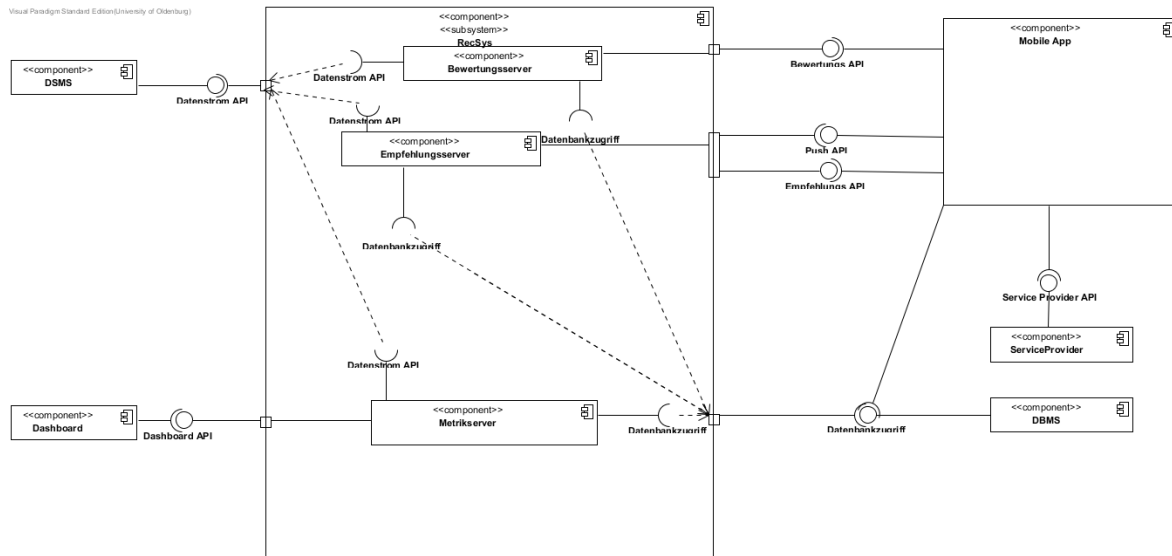 Visual Paradigm Standard Edition(University of Oldenburg)
<<component>>
<<subsystem>>
RecSys
<<component>>
Mobile App
<<component>>
Bewertungsserver
<<component>>
DSMS
Datenstrom API
Datenstrom API
Bewertungs API
Datenstrom API
Datenbankzugriff
<<component>>
Empfehlungsserver
Push API
Empfehlungs API
Datenbankzugriff
Service Provider API
<<component>>
ServiceProvider
Datenstrom API
<<component>>
Dashboard
Dashboard API
<<component>>
Metrikserver
Datenbankzugriff
Datenbankzugriff
<<component>>
DBMS